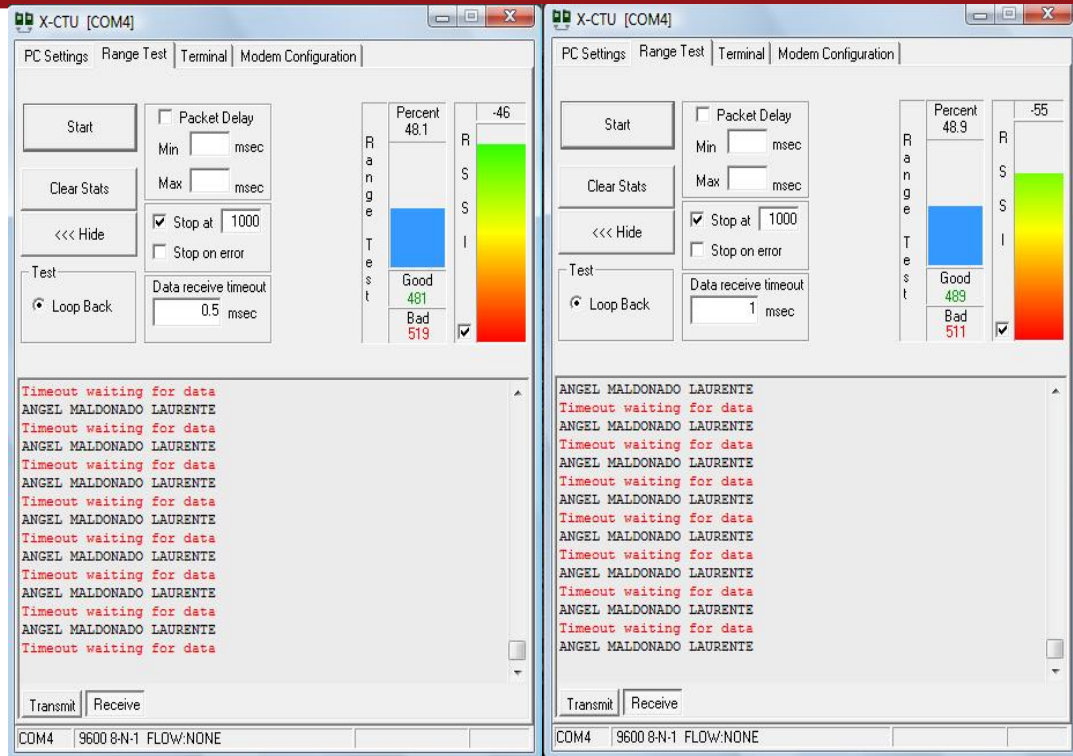 X-CTU [COM4]
PC Settings Range Test Terminal Modem Configuration
Start
Clear Stats
<<< Hide
Test
Loop Back
Packet Delay
Min msec
Max msec
Stop at 1000
Stop on error
Data receive timeout
0.5 msec
Range Test
Percent
48.1
Good
481
Bad
519
RSSI
-46
Timeout waiting for data
ANGEL MALDONADO LAURENTE
Timeout waiting for data
ANGEL MALDONADO LAURENTE
Timeout waiting for data
ANGEL MALDONADO LAURENTE
Timeout waiting for data
ANGEL MALDONADO LAURENTE
Timeout waiting for data
ANGEL MALDONADO LAURENTE
Timeout waiting for data
ANGEL MALDONADO LAURENTE
Timeout waiting for data
ANGEL MALDONADO LAURENTE
Timeout waiting for data
Transmit Receive
COM4 9600 8-N-1 FLOW:NONE
X-CTU [COM4]
PC Settings Range Test Terminal Modem Configuration
Start
Clear Stats
<<< Hide
Test
Loop Back
Packet Delay
Min msec
Max msec
Stop at 1000
Stop on error
Data receive timeout
1 msec
Range Test
Percent
48.9
Good
489
Bad
511
RSSI
-55
ANGEL MALDONADO LAURENTE
Timeout waiting for data
ANGEL MALDONADO LAURENTE
Timeout waiting for data
ANGEL MALDONADO LAURENTE
Timeout waiting for data
ANGEL MALDONADO LAURENTE
Timeout waiting for data
ANGEL MALDONADO LAURENTE
Timeout waiting for data
ANGEL MALDONADO LAURENTE
Timeout waiting for data
ANGEL MALDONADO LAURENTE
Timeout waiting for data
ANGEL MALDONADO LAURENTE
Transmit Receive
COM4 9600 8-N-1 FLOW:NONE